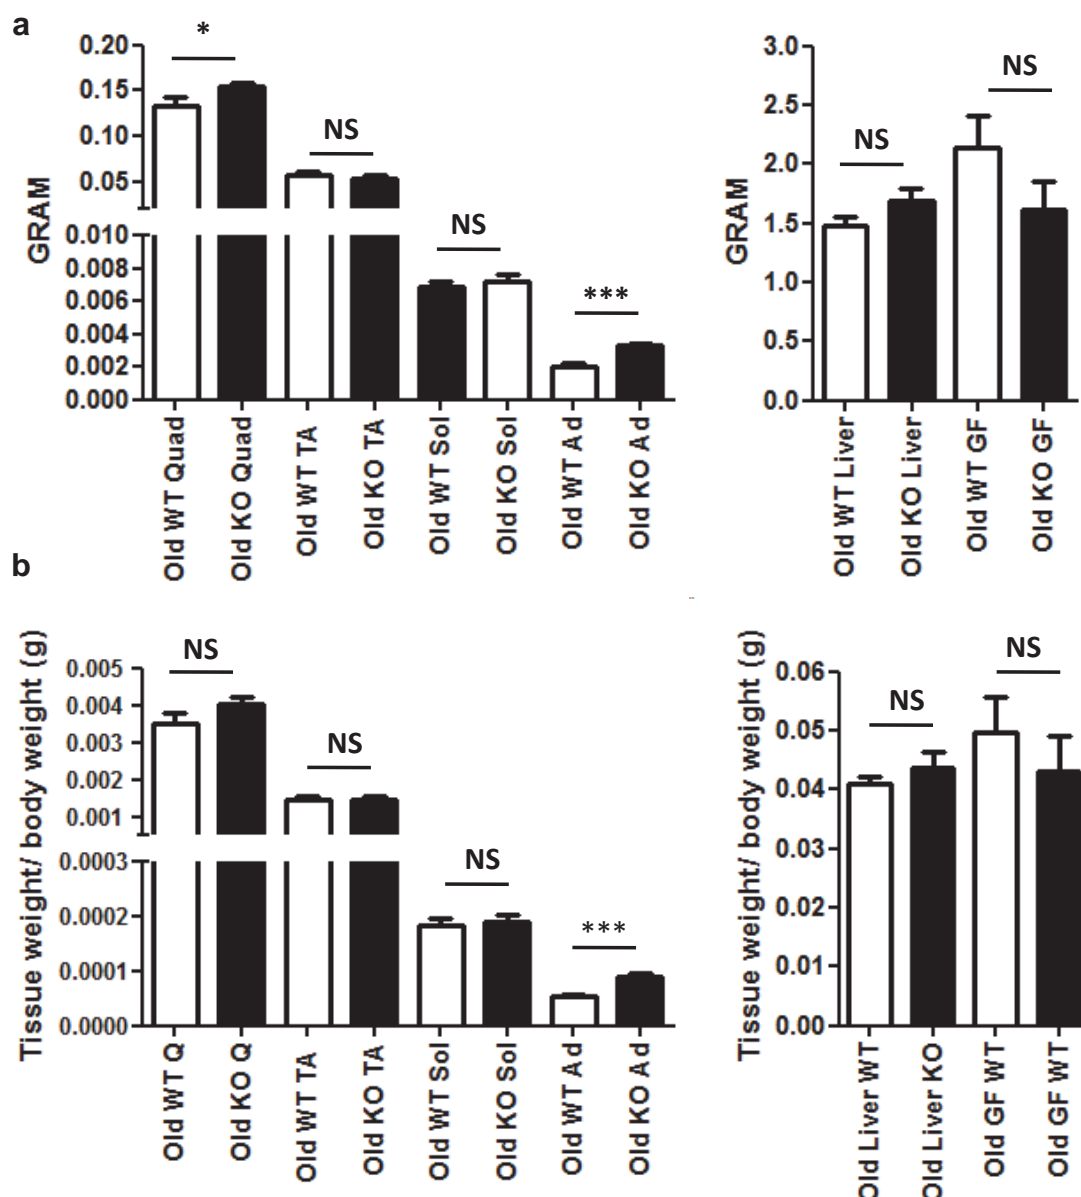 a
GRAM
0.20
0.15
0.10
0.05
0.010
0.008
0.006
0.004
0.002
0.000
*
NS
NS
***
Old WT Quad
Old KO Quad
Old WT TA
Old KO TA
Old WT Sol
Old KO Sol
Old WT Ad
Old KO Ad
GRAM
3.0
2.5
2.0
1.5
1.0
0.5
0.0
NS
NS
Old WT Liver
Old KO Liver
Old WT GF
Old KO GF
b
Tissue weight/ body weight (g)
0.005
0.004
0.003
0.002
0.001
0.0003
0.0002
0.0001
0.0000
NS
NS
NS
***
Old WT Q
Old KO Q
Old WT TA
Old KO TA
Old WT Sol
Old KO Sol
Old WT Ad
Old KO Ad
Tissue weight/ body weight (g)
0.06
0.05
0.04
0.03
0.02
0.01
0.00
NS
NS
Old Liver WT
Old Liver KO
Old GF WT
Old GF WT